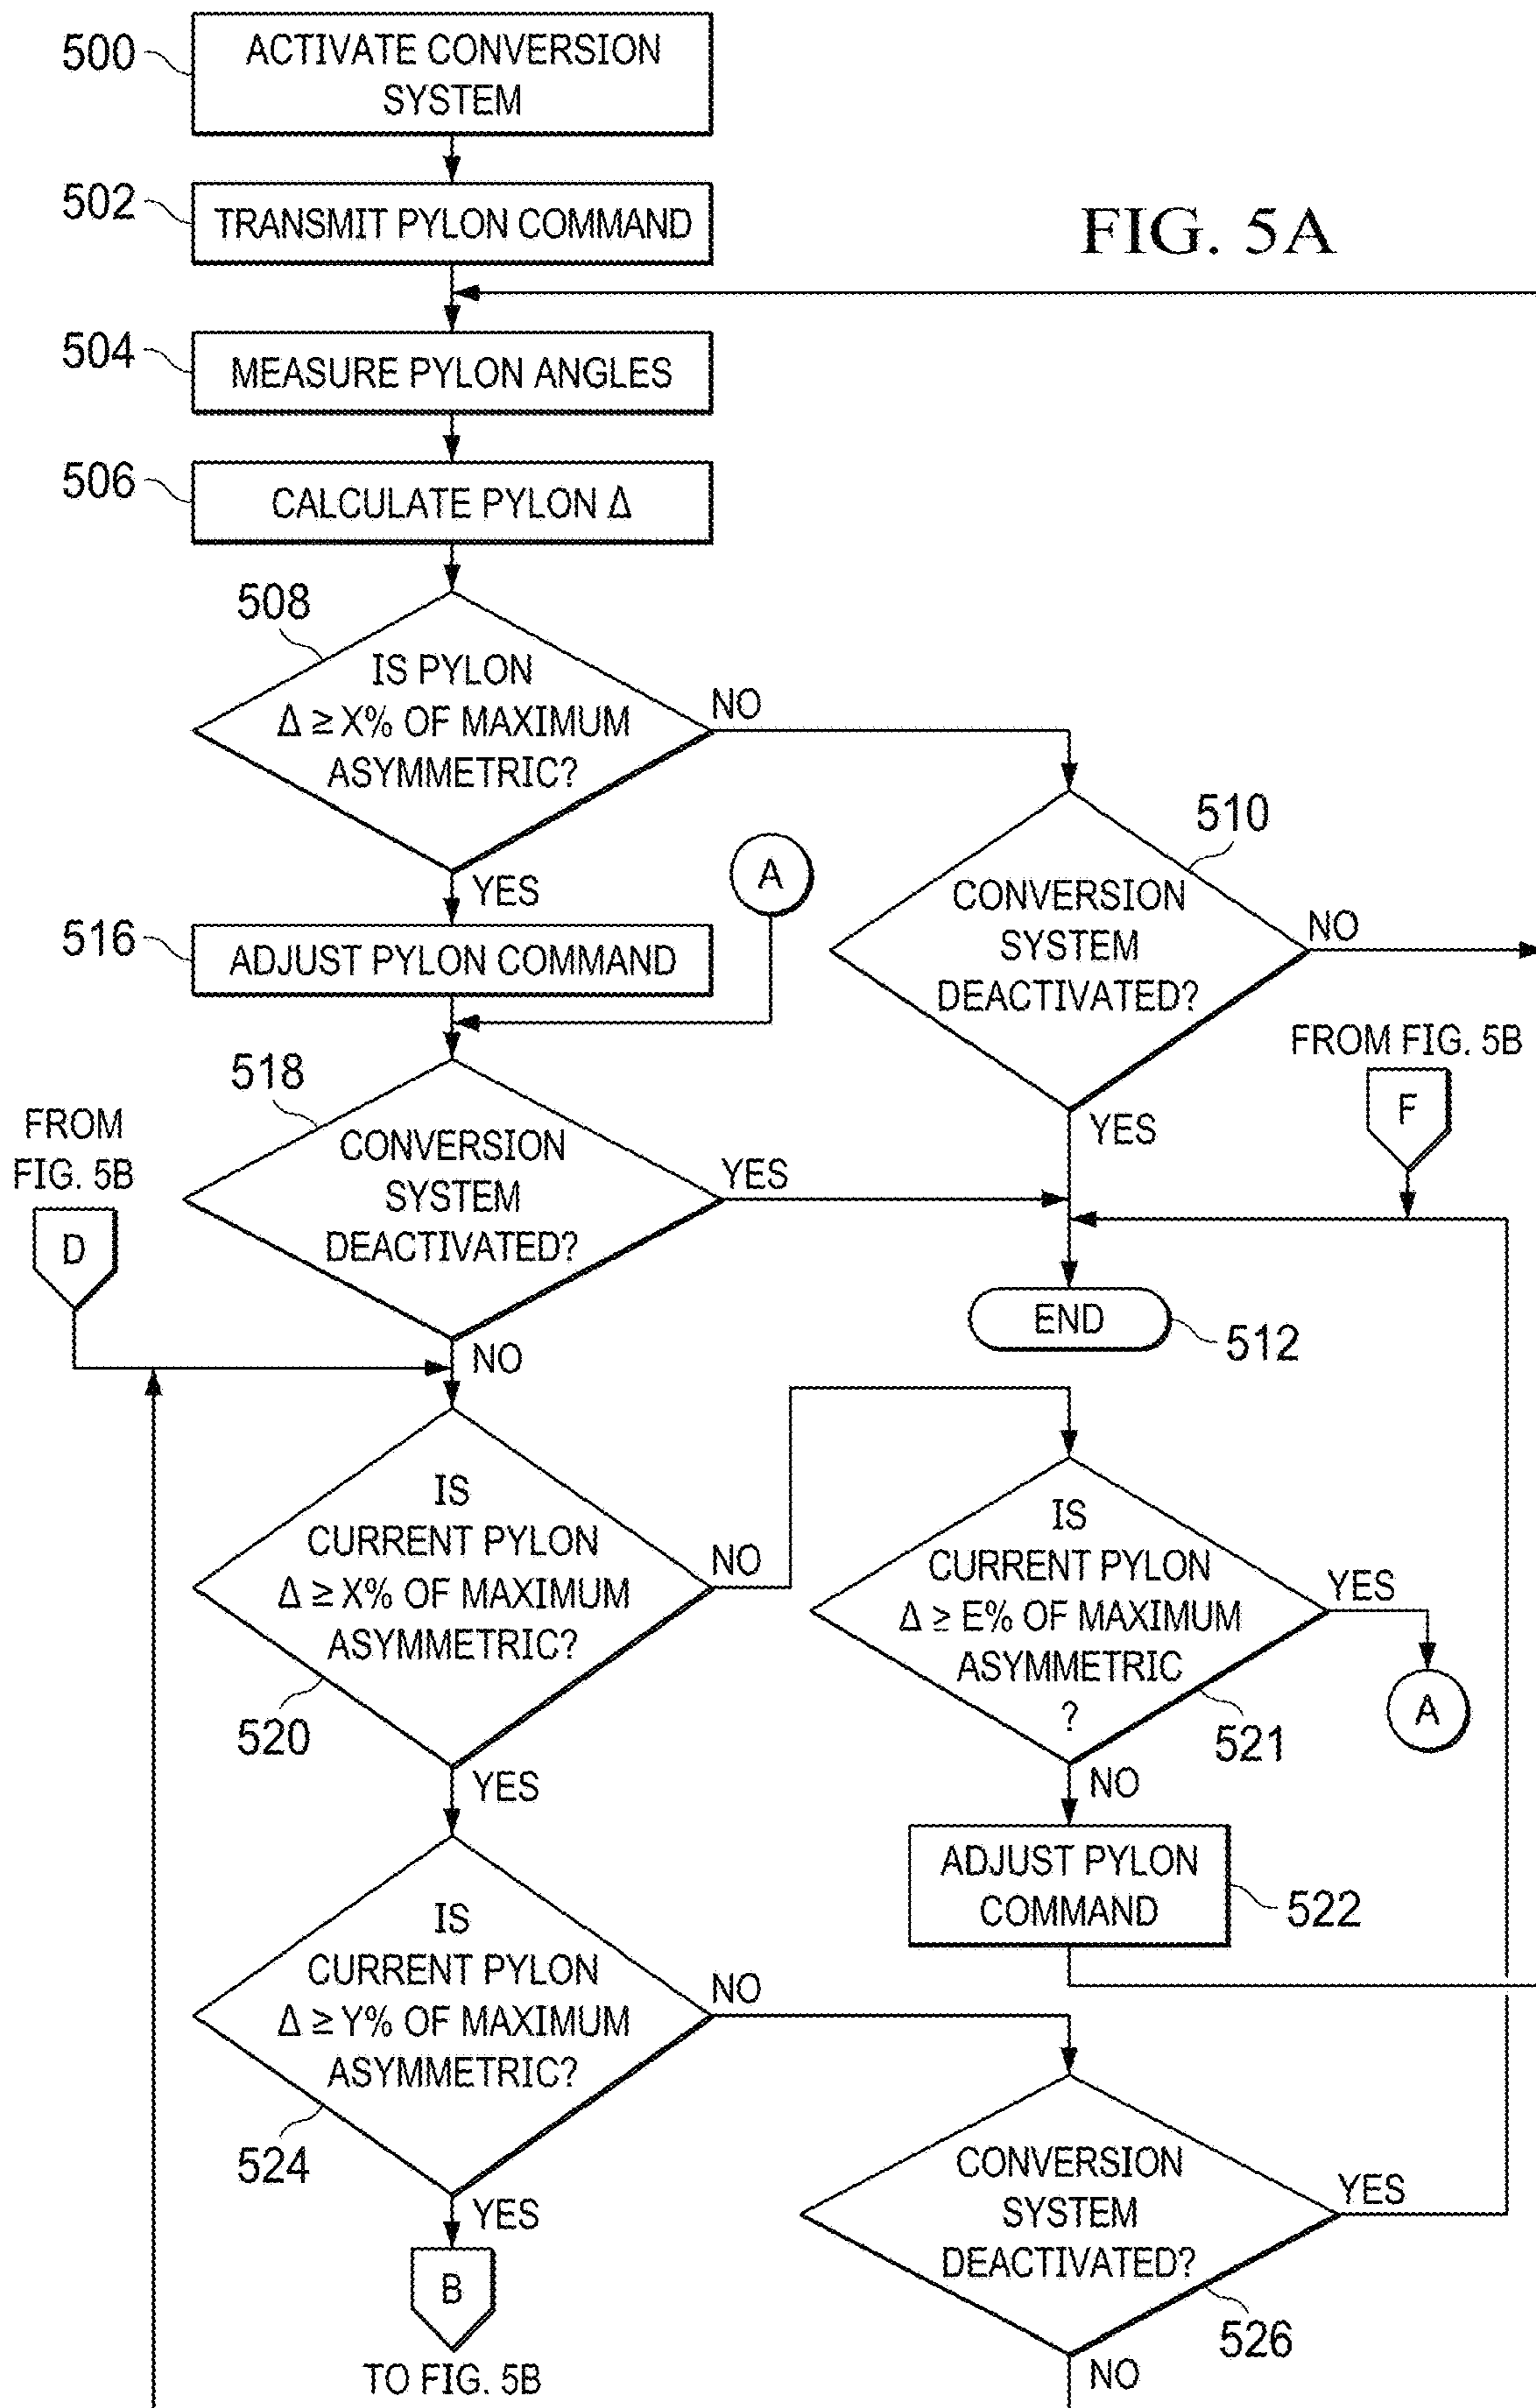 500
ACTIVATE CONVERSION
SYSTEM
502
TRANSMIT PYLON COMMAND
FIG. 5A
504
MEASURE PYLON ANGLES
506
CALCULATE PYLON Δ
508
IS PYLON
Δ ≥ X% OF MAXIMUM
ASYMMETRIC?
NO
YES
510
CONVERSION
SYSTEM
DEACTIVATED?
NO
YES
A
516
ADJUST PYLON COMMAND
518
CONVERSION
SYSTEM
DEACTIVATED?
YES
NO
FROM
FIG. 5B
D
FROM FIG. 5B
F
END
512
IS
CURRENT PYLON
Δ ≥ X% OF MAXIMUM
ASYMMETRIC?
NO
520
YES
IS
CURRENT PYLON
Δ ≥ E% OF MAXIMUM
ASYMMETRIC
?
YES
A
521
NO
ADJUST PYLON
COMMAND
522
IS
CURRENT PYLON
Δ ≥ Y% OF MAXIMUM
ASYMMETRIC?
NO
524
YES
B
TO FIG. 5B
CONVERSION
SYSTEM
DEACTIVATED?
YES
526
NO